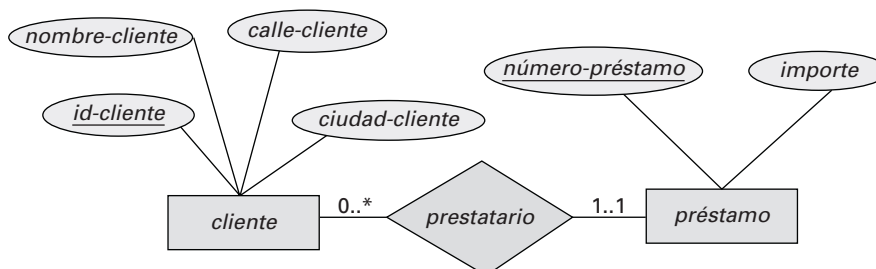 nombre-cliente
calle-cliente
número-préstamo
importe
id-cliente
ciudad-cliente
cliente
0..*
prestatario
1..1
préstamo